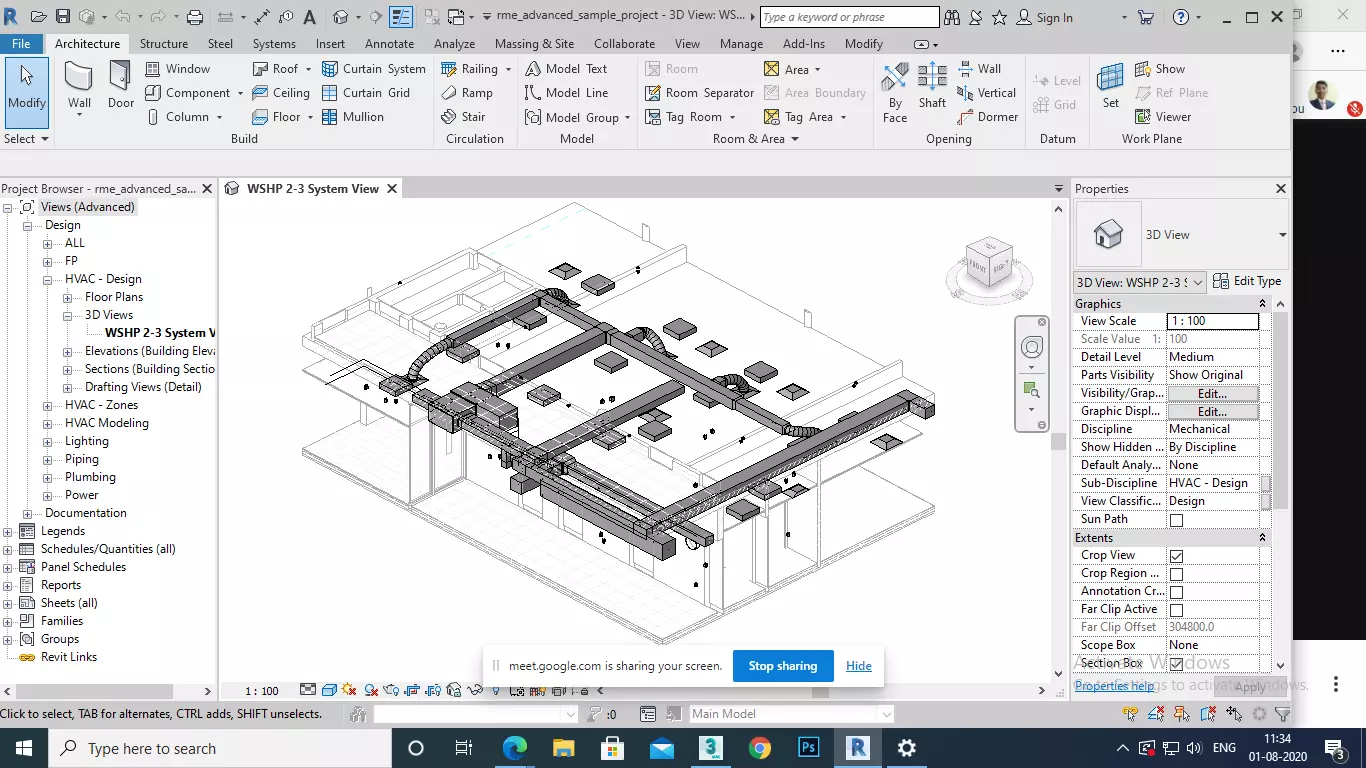 rme_advanced_sample_project - 3D View: WS...
Type a keyword or phrase
Sign In
File
Architecture
Structure
Steel
Systems
Insert
Annotate
Analyze
Massing & Site
Collaborate
View
Manage
Add-Ins
Modify
Modify
Wall
Door
Window
Component
Column
Roof
Ceiling
Floor
Curtain System
Curtain Grid
Mullion
Railing
Ramp
Stair
Model Text
Model Line
Model Group
Room
Room Separator
Tag Room
Area
Area Boundary
Tag Area
By Face
Shaft
Wall
Vertical
Dormer
Level
Grid
Set
Show
Ref Plane
Viewer
Select
Build
Circulation
Model
Room & Area
Opening
Datum
Work Plane
ou
Project Browser - rme_advanced_sa...
Views (Advanced)
Design
ALL
FP
HVAC - Design
Floor Plans
3D Views
WSHP 2-3 System V
Elevations (Building Eleva
Sections (Building Sectio
Drafting Views (Detail)
HVAC - Zones
HVAC Modeling
Lighting
Piping
Plumbing
Power
Documentation
Legends
Schedules/Quantities (all)
Panel Schedules
Reports
Sheets (all)
Families
Groups
Revit Links
WSHP 2-3 System View
TOP
FRONT
RIGHT
Properties
3D View
3D View: WSHP 2-3 S
Edit Type
Graphics
View Scale 1 : 100
Scale Value 1: 100
Detail Level Medium
Parts Visibility Show Original
Visibility/Grap... Edit...
Graphic Displ... Edit...
Discipline Mechanical
Show Hidden ... By Discipline
Default Analy... None
Sub-Discipline HVAC - Design
View Classific... Design
Sun Path
Extents
Crop View
Crop Region ...
Annotation Cr...
Far Clip Active
Far Clip Offset 304800.0
Scope Box None
Section Box
Activate Windows
Go to Settings to activate Windows.
Properties help
Apply
meet.google.com is sharing your screen.
Stop sharing
Hide
1 : 100
Click to select, TAB for alternates, CTRL adds, SHIFT unselects.
:0
Main Model
Type here to search
3
MAX
Ps
R
ENG
11:34
01-08-2020
3